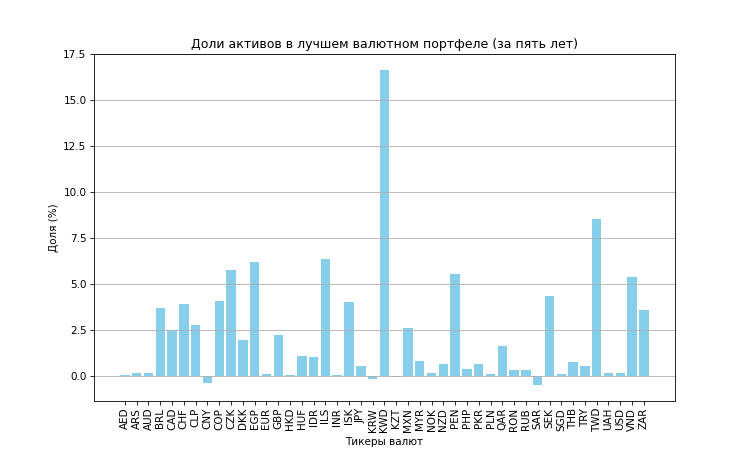 Доли активов в лучшем валютном портфеле (за пять лет)
17.5
15.0
12.5
10.0
7.5
5.0
2.5
0.0
Доля (%)
AED ARS AUD BRL CAD CHF CLP CNY COP CZK DKK EGP EUR GBP HKD HUF IDR ILS INR ISK JPY KRW KWD KZT MXN MYR NOK NZD PEN PHP PKR PLN QAR RON RUB SAR SEK SGD THB TRY TWD UAH USD VND ZAR
Тикеры валют